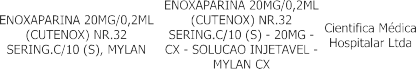 ENOXAPARINA 20MG/0,2ML
(CUTENOX) NR.32
SERING.C/10 (S), MYLAN
ENOXAPARINA 20MG/0,2ML
(CUTENOX) NR.32
SERING.C/10 (S) - 20MG -
CX - SOLUCAO INJETAVEL -
MYLAN CX
Cientifica Médica
Hospitalar Ltda